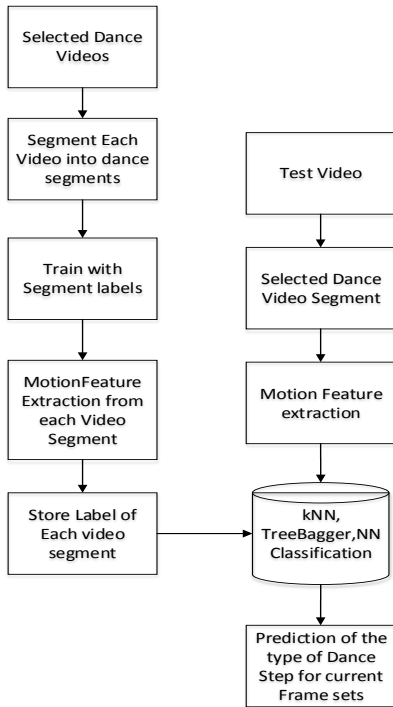 Selected Dance
Videos
Segment Each
Video into dance
segments
Train with
Segment labels
MotionFeature
Extraction from
each Video
Segment
Store Label of
Each video
segment
Test Video
Selected Dance
Video Segment
Motion Feature
extraction
kNN,
TreeBagger,NN
Classification
Prediction of the
type of Dance
Step for current
Frame sets